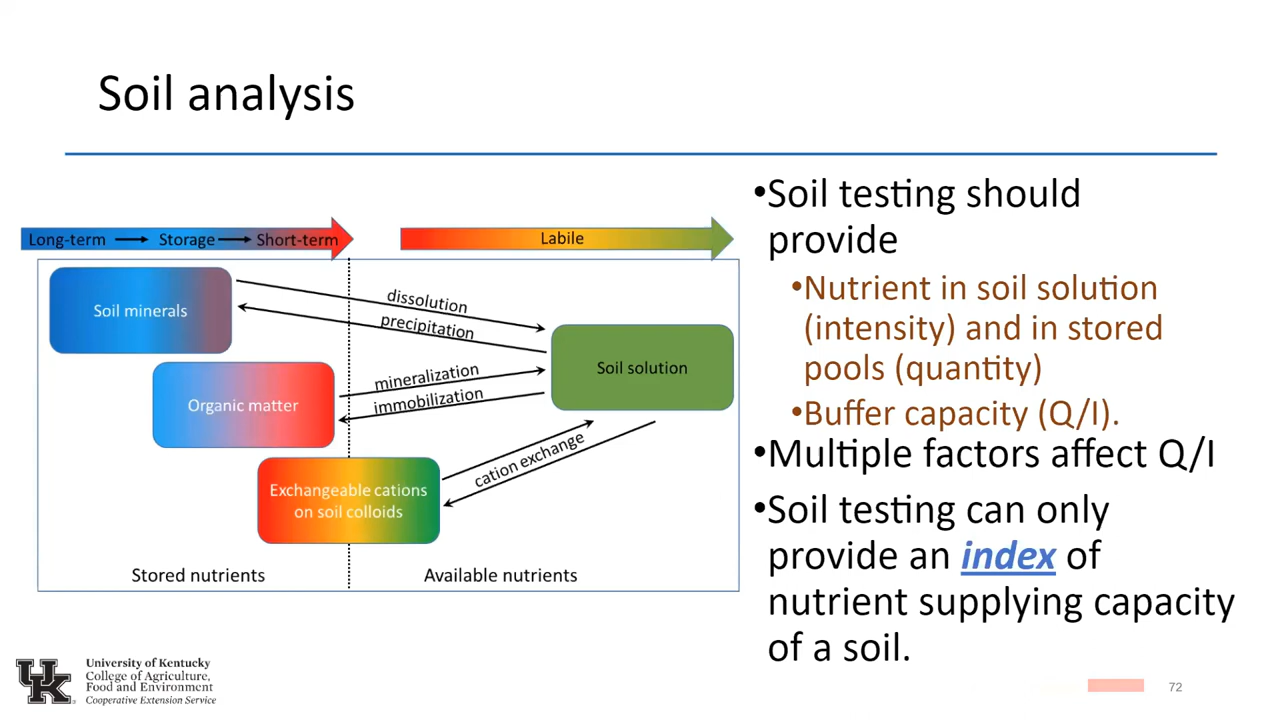 Soil analysis
Long-term
Storage
Short-term
Labile
Soil minerals
dissolution
precipitation
Soil solution
Organic matter
mineralization
immobilization
cation exchange
Exchangeable cations
on soil colloids
Stored nutrients
Available nutrients
•Soil testing should
provide
•Nutrient in soil solution
(intensity) and in stored
pools (quantity)
•Buffer capacity (Q/I).
•Multiple factors affect Q/I
•Soil testing can only
provide an index of
nutrient supplying capacity
of a soil.
UK
University of Kentucky
College of Agriculture,
Food and Environment
Cooperative Extension Service
72